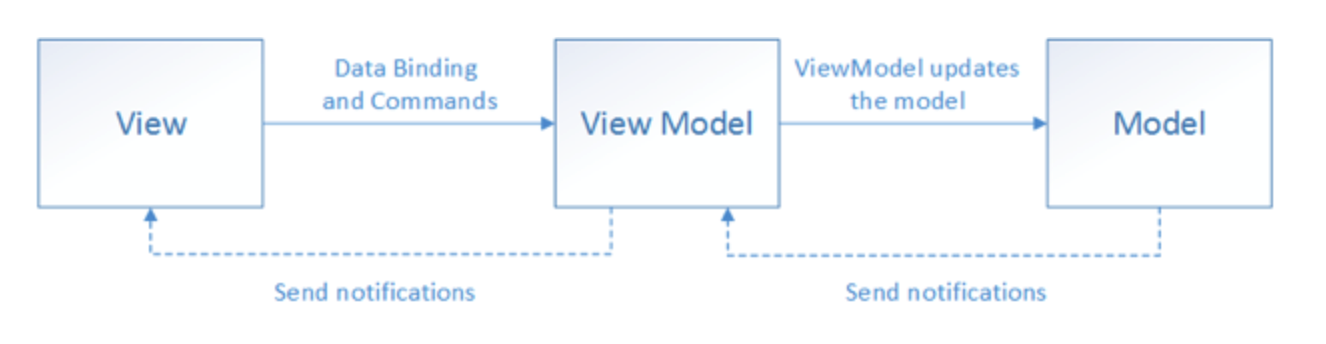 View
Data Binding
and Commands
View Model
ViewModel updates
the model
Model
Send notifications
Send notifications